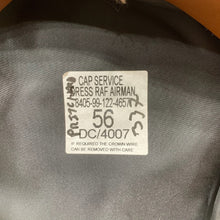 CAP SERVICE
DRESS RAF AIRMAN
8405-99-122-4657
56
DC/4007
IF REQUIRED THE CROWN WIRE
CAN BE REMOVED WITH CARE